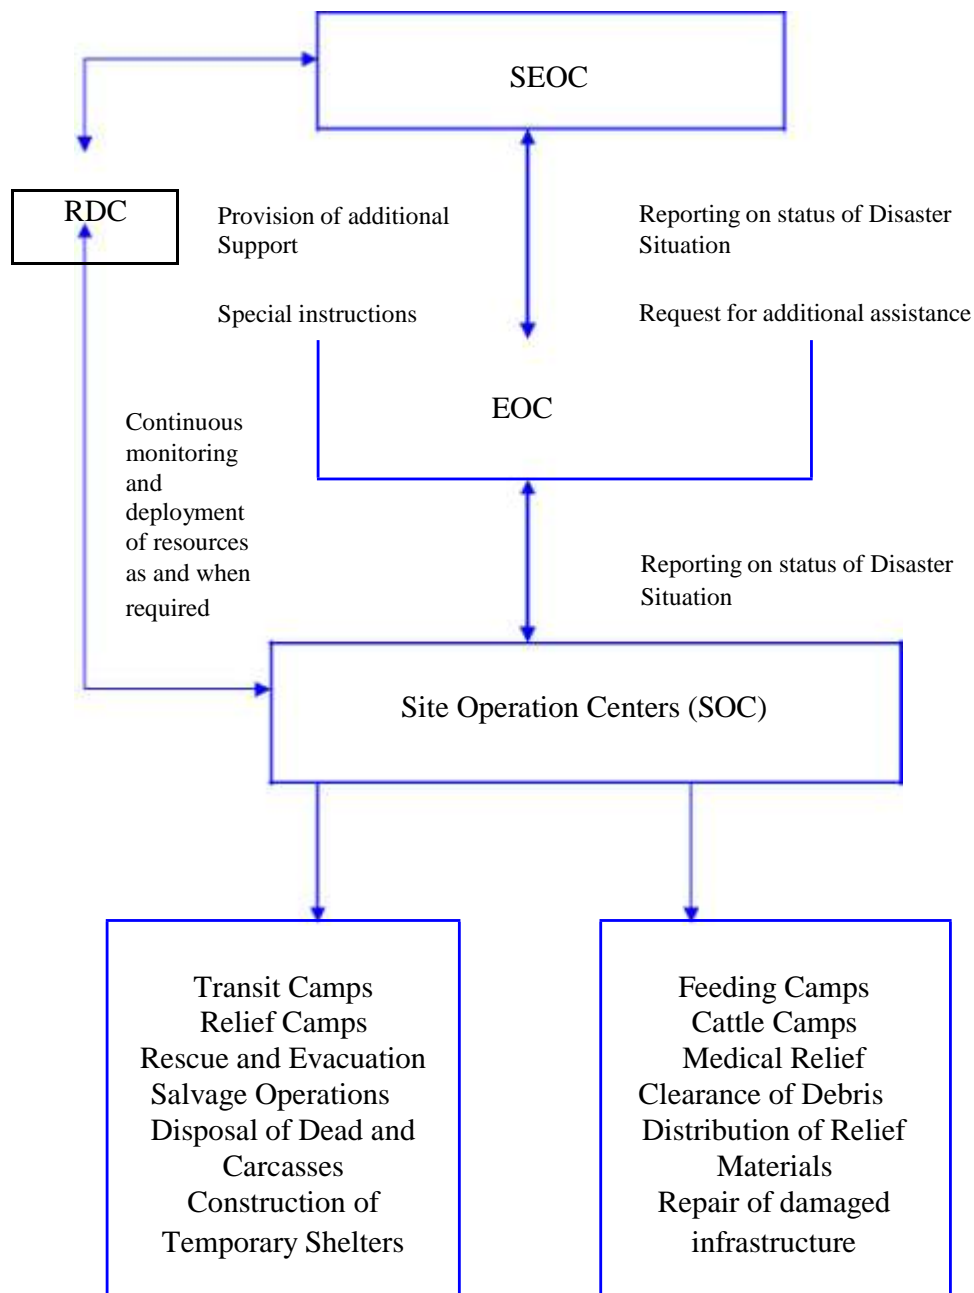 SEOC
RDC
Provision of additional
Support
Reporting on status of Disaster
Situation
Special instructions
Request for additional assistance
EOC
Continuous
monitoring
and
deployment
of resources
as and when
required
Reporting on status of Disaster
Situation
Site Operation Centers (SOC)
Transit Camps
Relief Camps
Rescue and Evacuation
Salvage Operations
Disposal of Dead and
Carcasses
Construction of
Temporary Shelters
Feeding Camps
Cattle Camps
Medical Relief
Clearance of Debris
Distribution of Relief
Materials
Repair of damaged
infrastructure